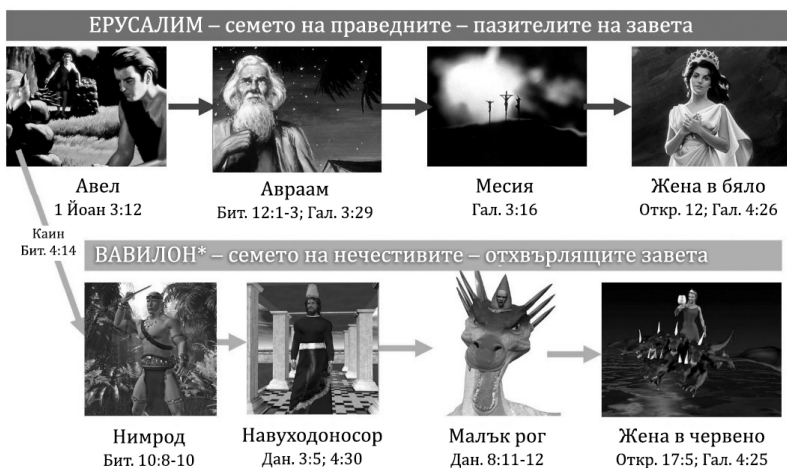 ЕРУСАЛИМ – семето на праведните – пазителите на завета
Авел
1 Йоан 3:12
Авраам
Бит. 12:1-3; Гал. 3:29
Месия
Гал. 3:16
Жена в бяло
Откр. 12; Гал. 4:26
Каин
Бит. 4:14
ВАВИЛОН* – семето на нечестивите – отхвърлящите завета
Нимрод
Бит. 10:8-10
Навуходоносор
Дан. 3:5; 4:30
Малък рог
Дан. 8:11-12
Жена в червено
Откр. 17:5; Гал. 4:25